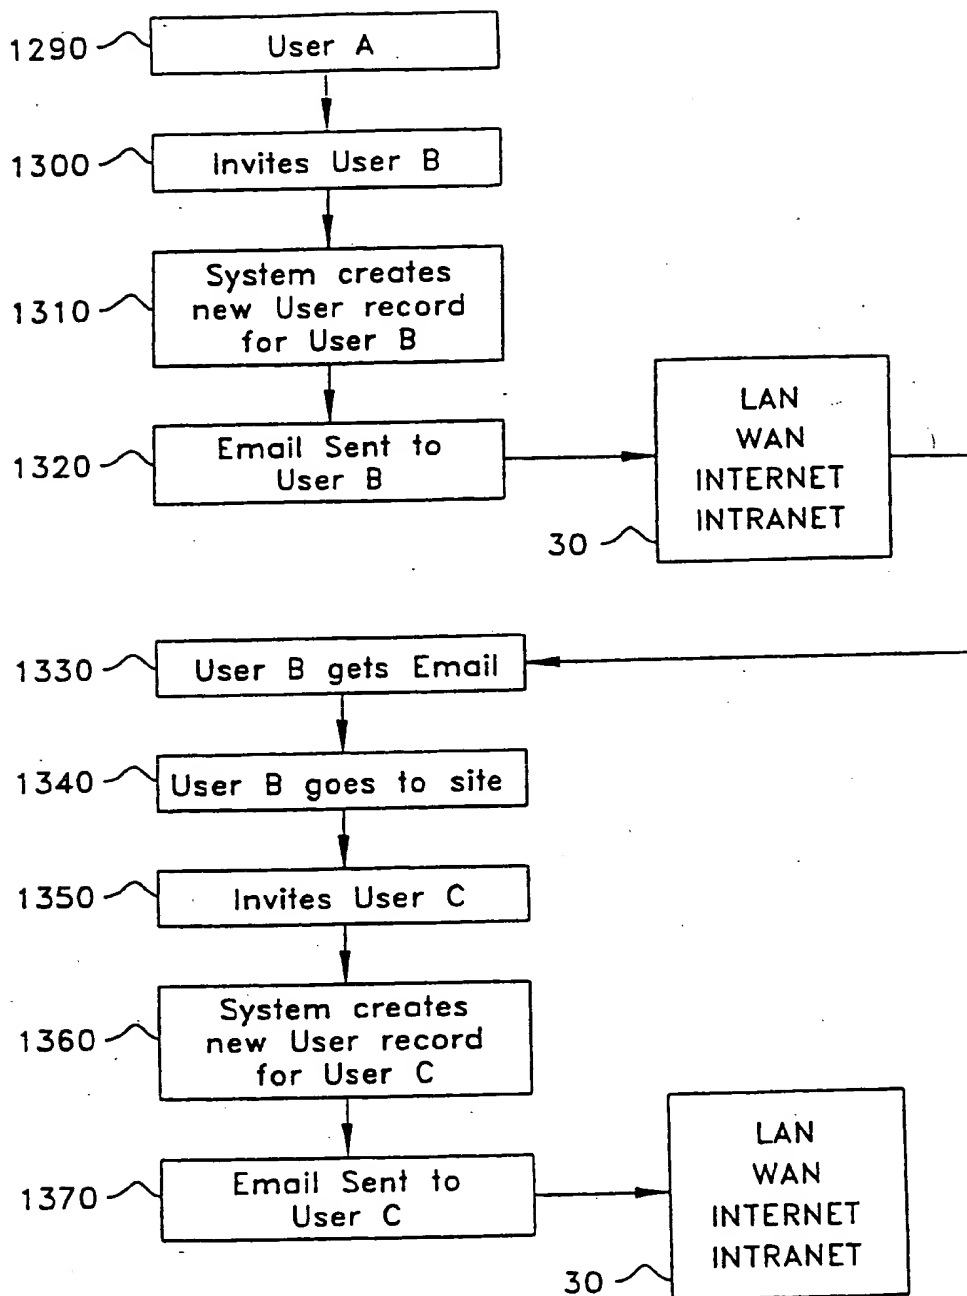 1290
User A
1300
Invites User B
1310
System creates
new User record
for User B
1320
Email Sent to
User B
LAN
WAN
INTERNET
INTRANET
30
1330
User B gets Email
1340
User B goes to site
1350
Invites User C
1360
System creates
new User record
for User C
1370
Email Sent to
User C
LAN
WAN
INTERNET
INTRANET
30